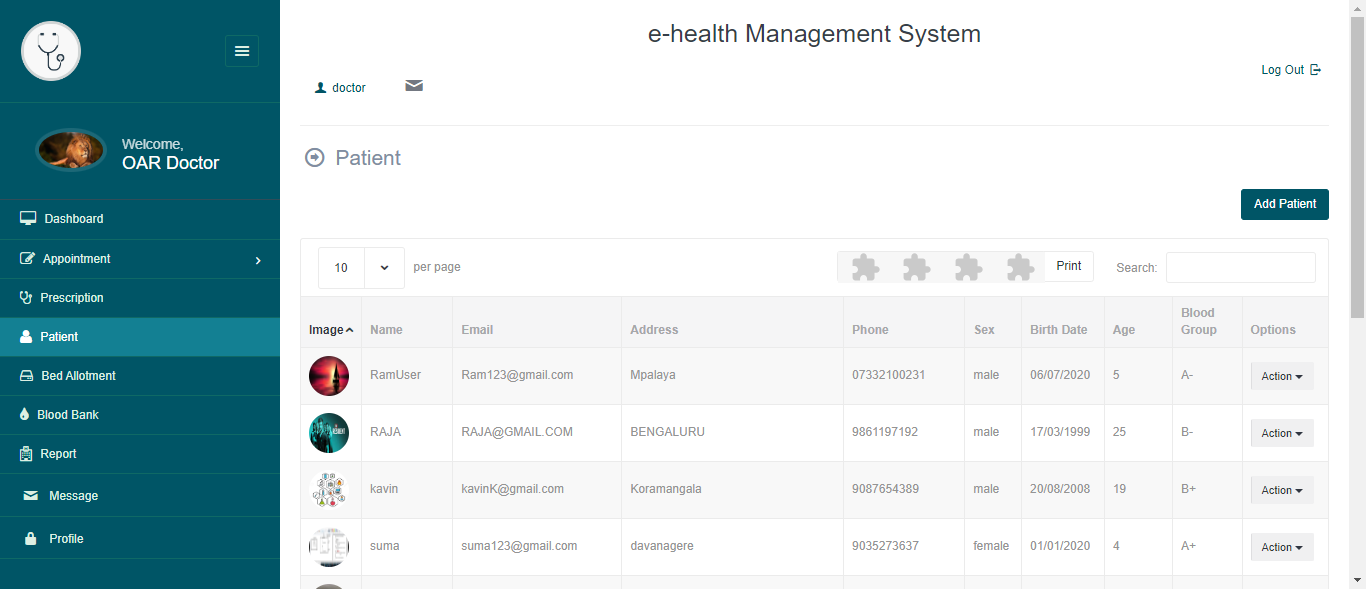 e-health Management System
Log Out
doctor
Welcome,
OAR Doctor
Dashboard
Appointment
Prescription
Patient
Bed Allotment
Blood Bank
Report
Message
Profile
Patient
Add Patient
10 per page Print Search:
Image Name Email Address Phone Sex Birth Date Age Blood Group Options
RamUser Ram123@gmail.com Mpalaya 07332100231 male 06/07/2020 5 A- Action
RAJA RAJA@GMAIL.COM BENGALURU 9861197192 male 17/03/1999 25 B- Action
kavin kavinK@gmail.com Koramangala 9087654389 male 20/08/2008 19 B+ Action
suma suma123@gmail.com davanagere 9035273637 female 01/01/2020 4 A+ Action